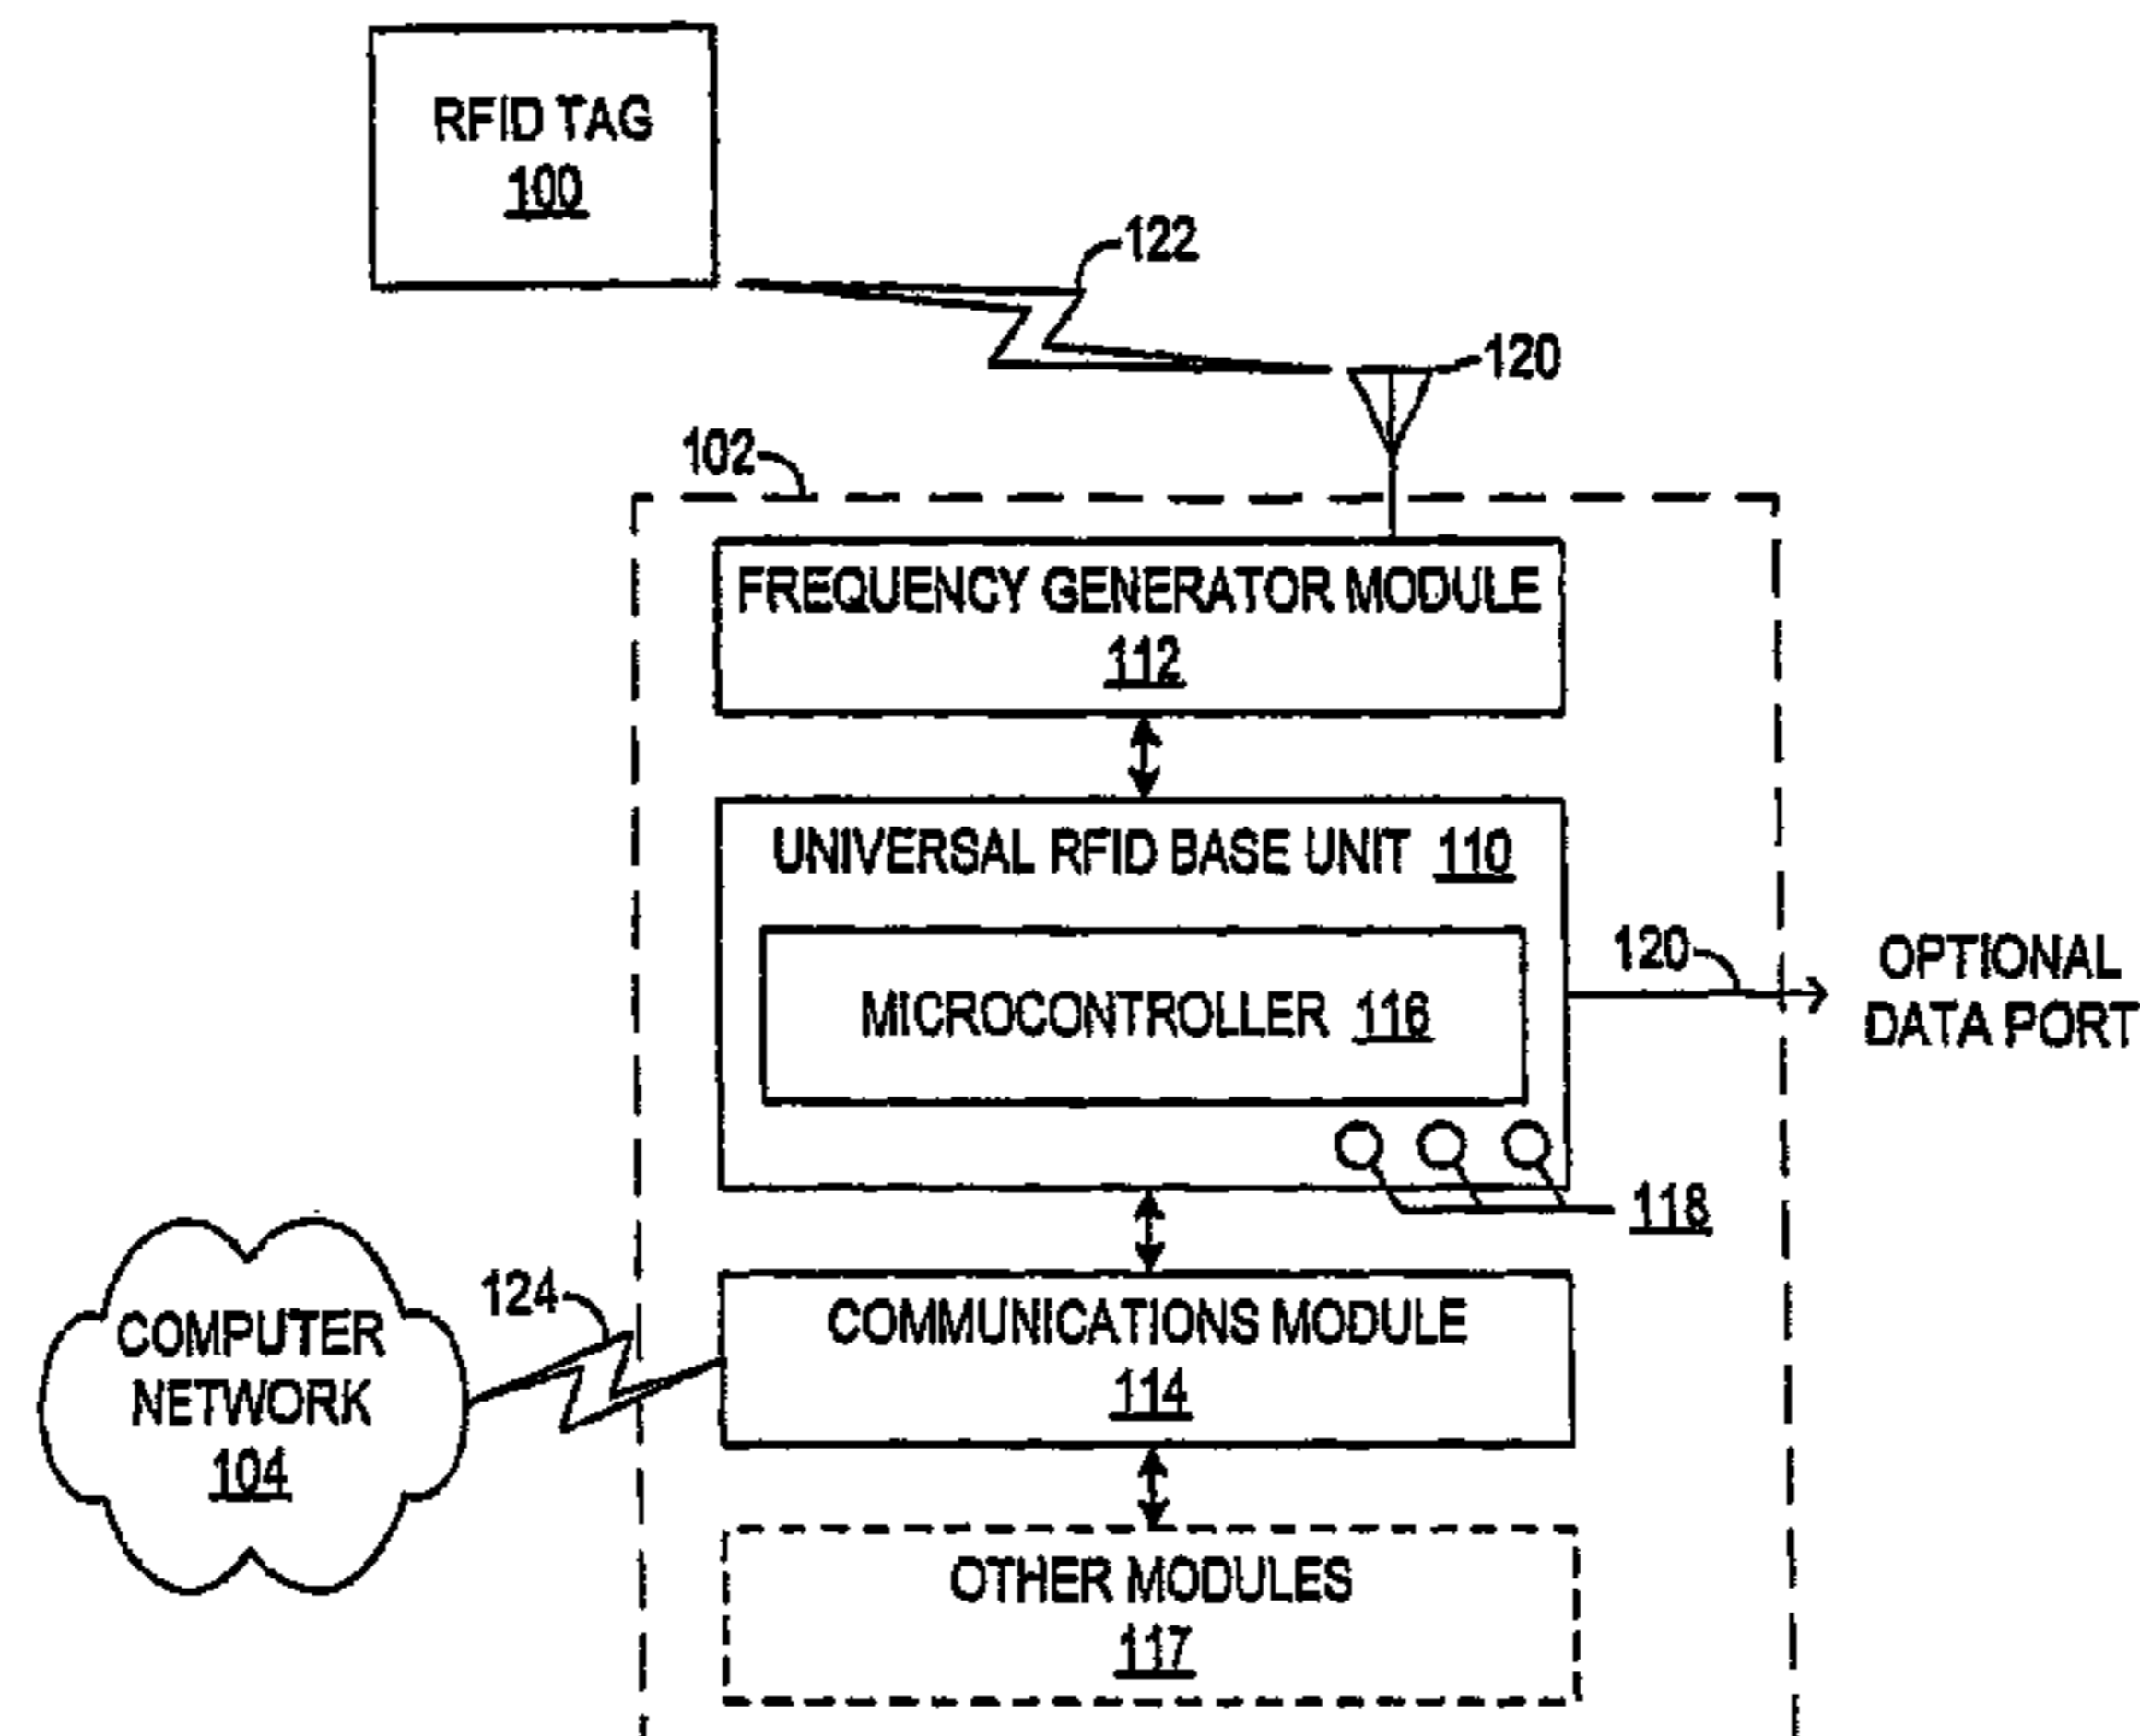 RFID TAG
100
122
120
102
FREQUENCY GENERATOR MODULE
112
UNIVERSAL RFID BASE UNIT 110
MICROCONTROLLER 116
120
OPTIONAL
DATA PORT
118
124
COMPUTER
NETWORK
104
COMMUNICATIONS MODULE
114
OTHER MODULES
117